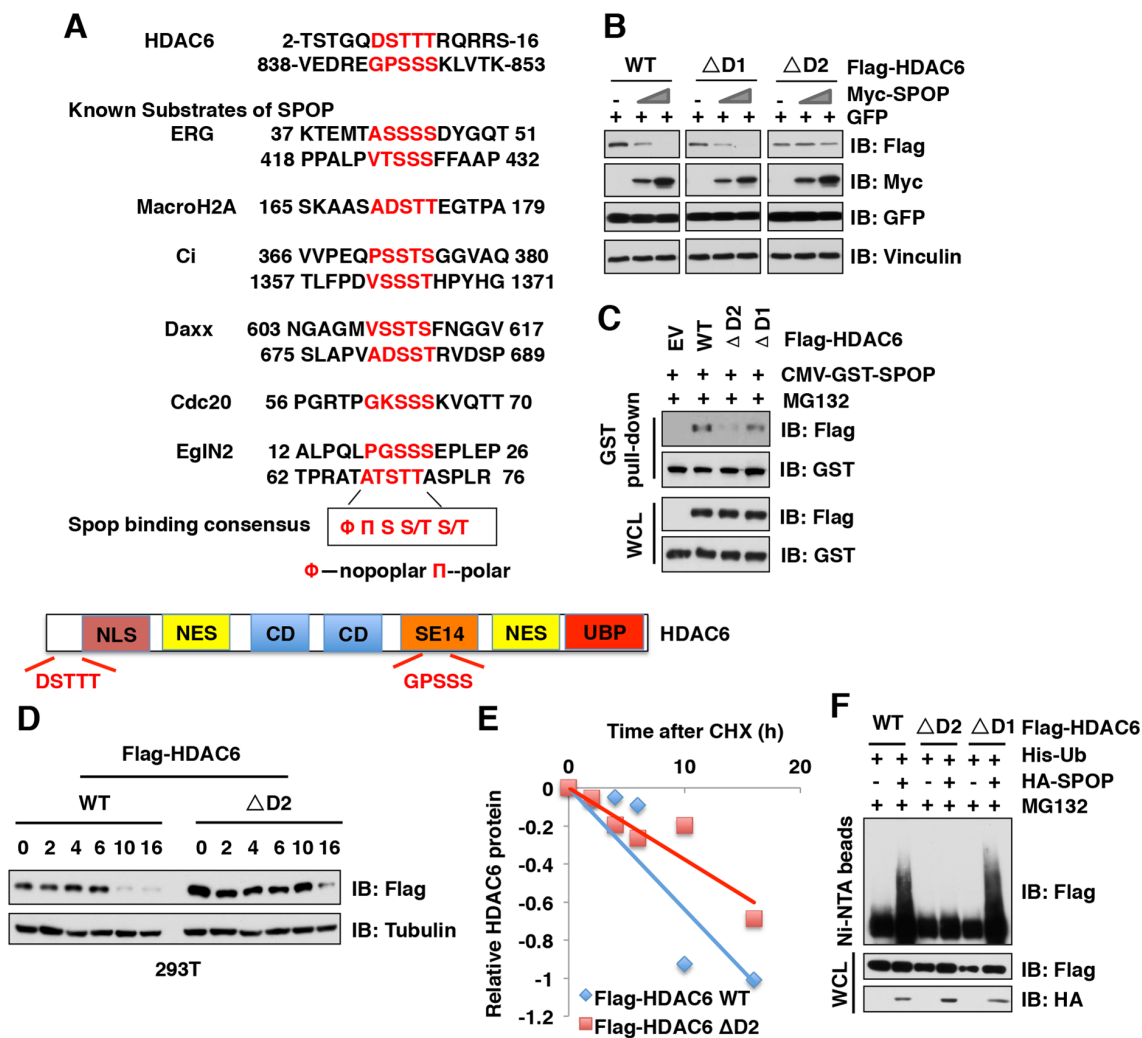 A
HDAC6 2-TSTGQDSTTTRQRRS-16
838-VEDREGPSSSKLVTK-853
Known Substrates of SPOP
ERG 37 KTEMTASSSSDYGQT 51
418 PPALPVTSSSFFAAP 432
MacroH2A 165 SKAASADSTTEGTPA 179
Ci 366 VVPEQPSSTSGGVAQ 380
1357 TLFPDVSSSTHPYHG 1371
Daxx 603 NGAGMVSSTSFNGGV 617
675 SLAPVADSSTRVDSP 689
Cdc20 56 PGRTPGKSSSKVQTT 70
EgIN2 12 ALPQLPGSSSEPLEP 26
62 TPRATATSTTASPLR 76
Spop binding consensus Φ Π S S/T S/T
Φ—nopoplar Π--polar
NLS NES CD CD SE14 NES UBP HDAC6
DSTTT GPSSS
B
WT △D1 △D2 Flag-HDAC6
- - - Myc-SPOP
+ + + + + + + + + GFP
IB: Flag
IB: Myc
IB: GFP
IB: Vinculin
C
EV WT △D2 △D1 Flag-HDAC6
+ + + + CMV-GST-SPOP
+ + + + MG132
GST pull-down
IB: Flag
IB: GST
WCL
IB: Flag
IB: GST
D
Flag-HDAC6
WT △D2
0 2 4 6 10 16 0 2 4 6 10 16
IB: Flag
IB: Tubulin
293T
E
Time after CHX (h)
0 10 20
Relative HDAC6 protein
0
-0.2
-0.4
-0.6
-0.8
-1
-1.2
Flag-HDAC6 WT
Flag-HDAC6 ΔD2
F
WT △D2 △D1 Flag-HDAC6
+ + + + + + His-Ub
- + - + - + HA-SPOP
+ + + + + + MG132
Ni-NTA beads
IB: Flag
WCL
IB: Flag
IB: HA